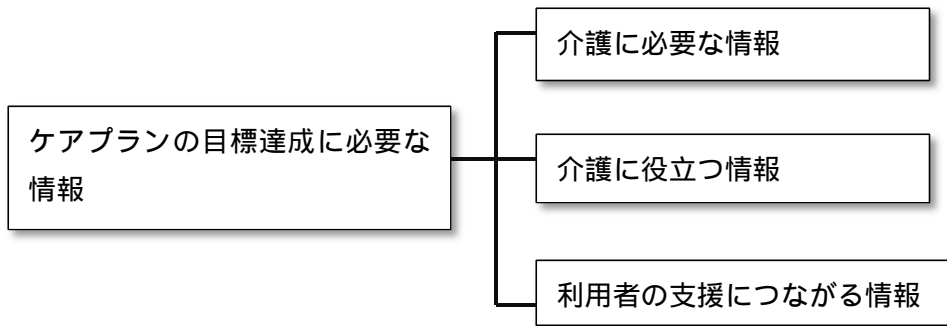 ケアプランの目標達成に必要な
情報
介護に必要な情報
介護に役立つ情報
利用者の支援につながる情報